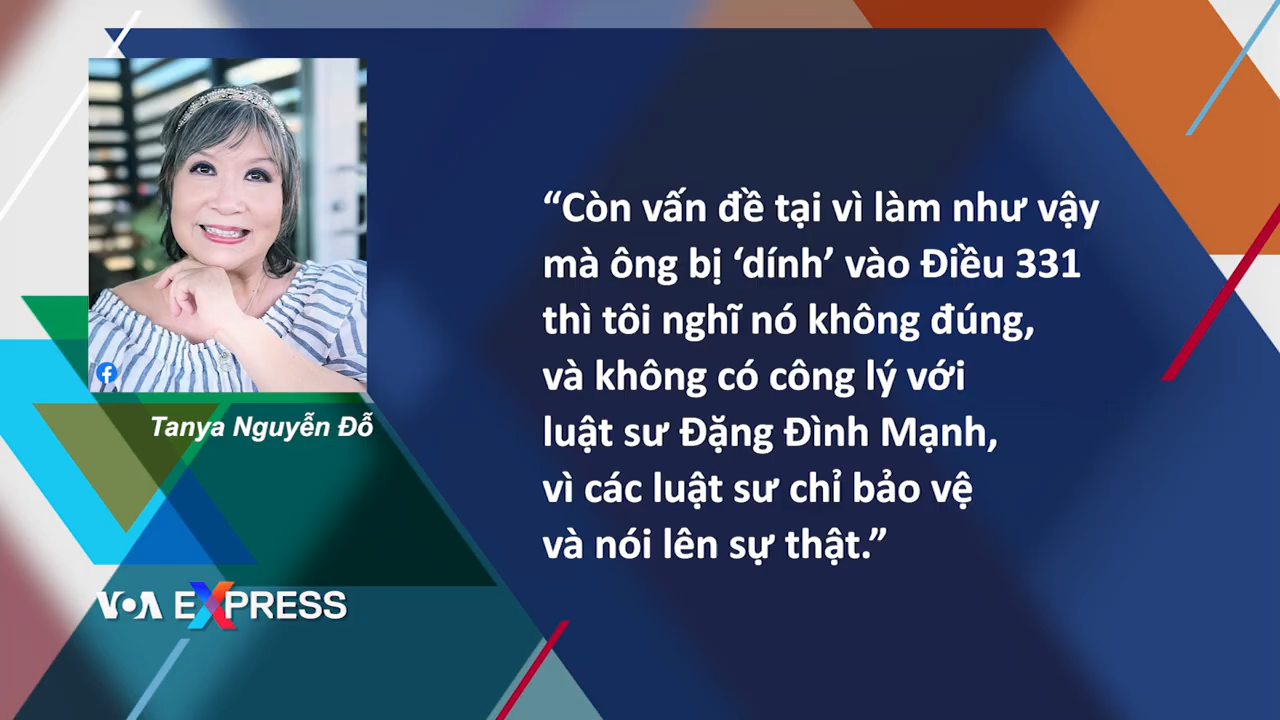 Tanya Nguyễn Đỗ
VOA EXPRESS
“Còn vấn đề tại vì làm như vậy
mà ông bị ‘dính’ vào Điều 331
thì tôi nghĩ nó không đúng,
và không có công lý với
luật sư Đặng Đình Mạnh,
vì các luật sư chỉ bảo vệ
và nói lên sự thật.”